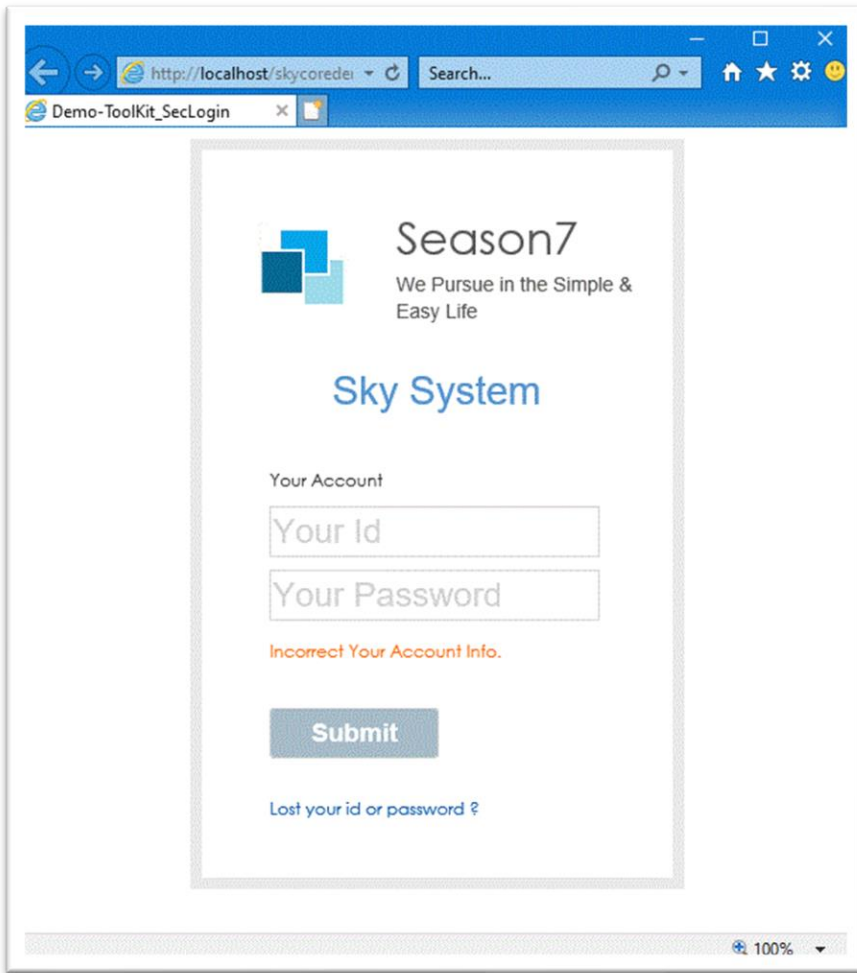 http://localhost/skycoredei
Search...
Demo-ToolKit_SecLogin
Season7
We Pursue in the Simple &
Easy Life
Sky System
Your Account
Your Id
Your Password
Incorrect Your Account Info.
Submit
Lost your id or password ?
100%